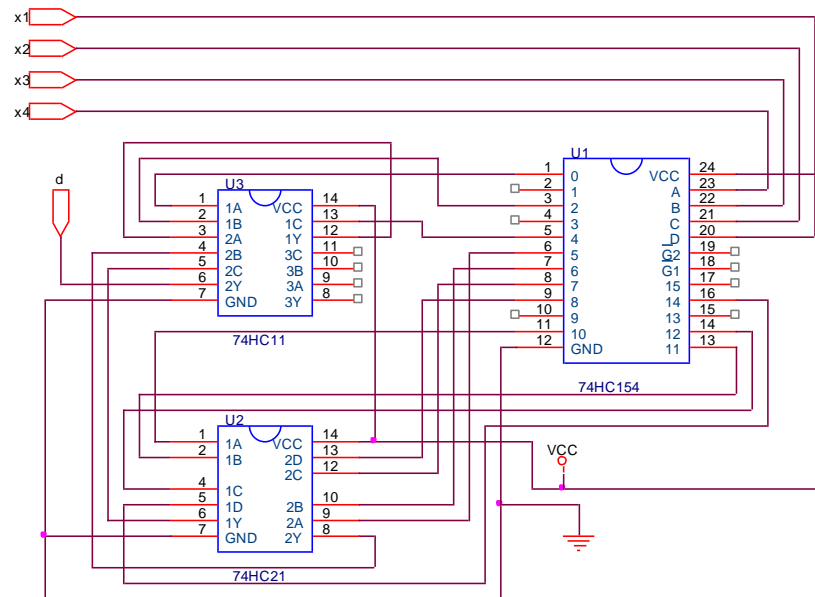 x1
x2
x3
x4
d
U3
1 1A VCC 14
2 1B 1C 13
3 2A 1Y 12
4 2B 3C 11
5 2C 3B 10
6 2Y 3A 9
7 GND 3Y 8
74HC11
U1
1 0 VCC 24
2 1 A 23
3 2 B 22
4 3 C 21
5 4 D 20
6 5 G2 19
7 6 G1 18
8 7 15 17
9 8 14 16
10 9 13 15
11 10 12 14
12 GND 11 13
74HC154
U2
1 1A VCC 14
2 1B 2D 13
2C 12
4 1C
5 1D 2B 10
6 1Y 2A 9
7 GND 2Y 8
74HC21
VCC